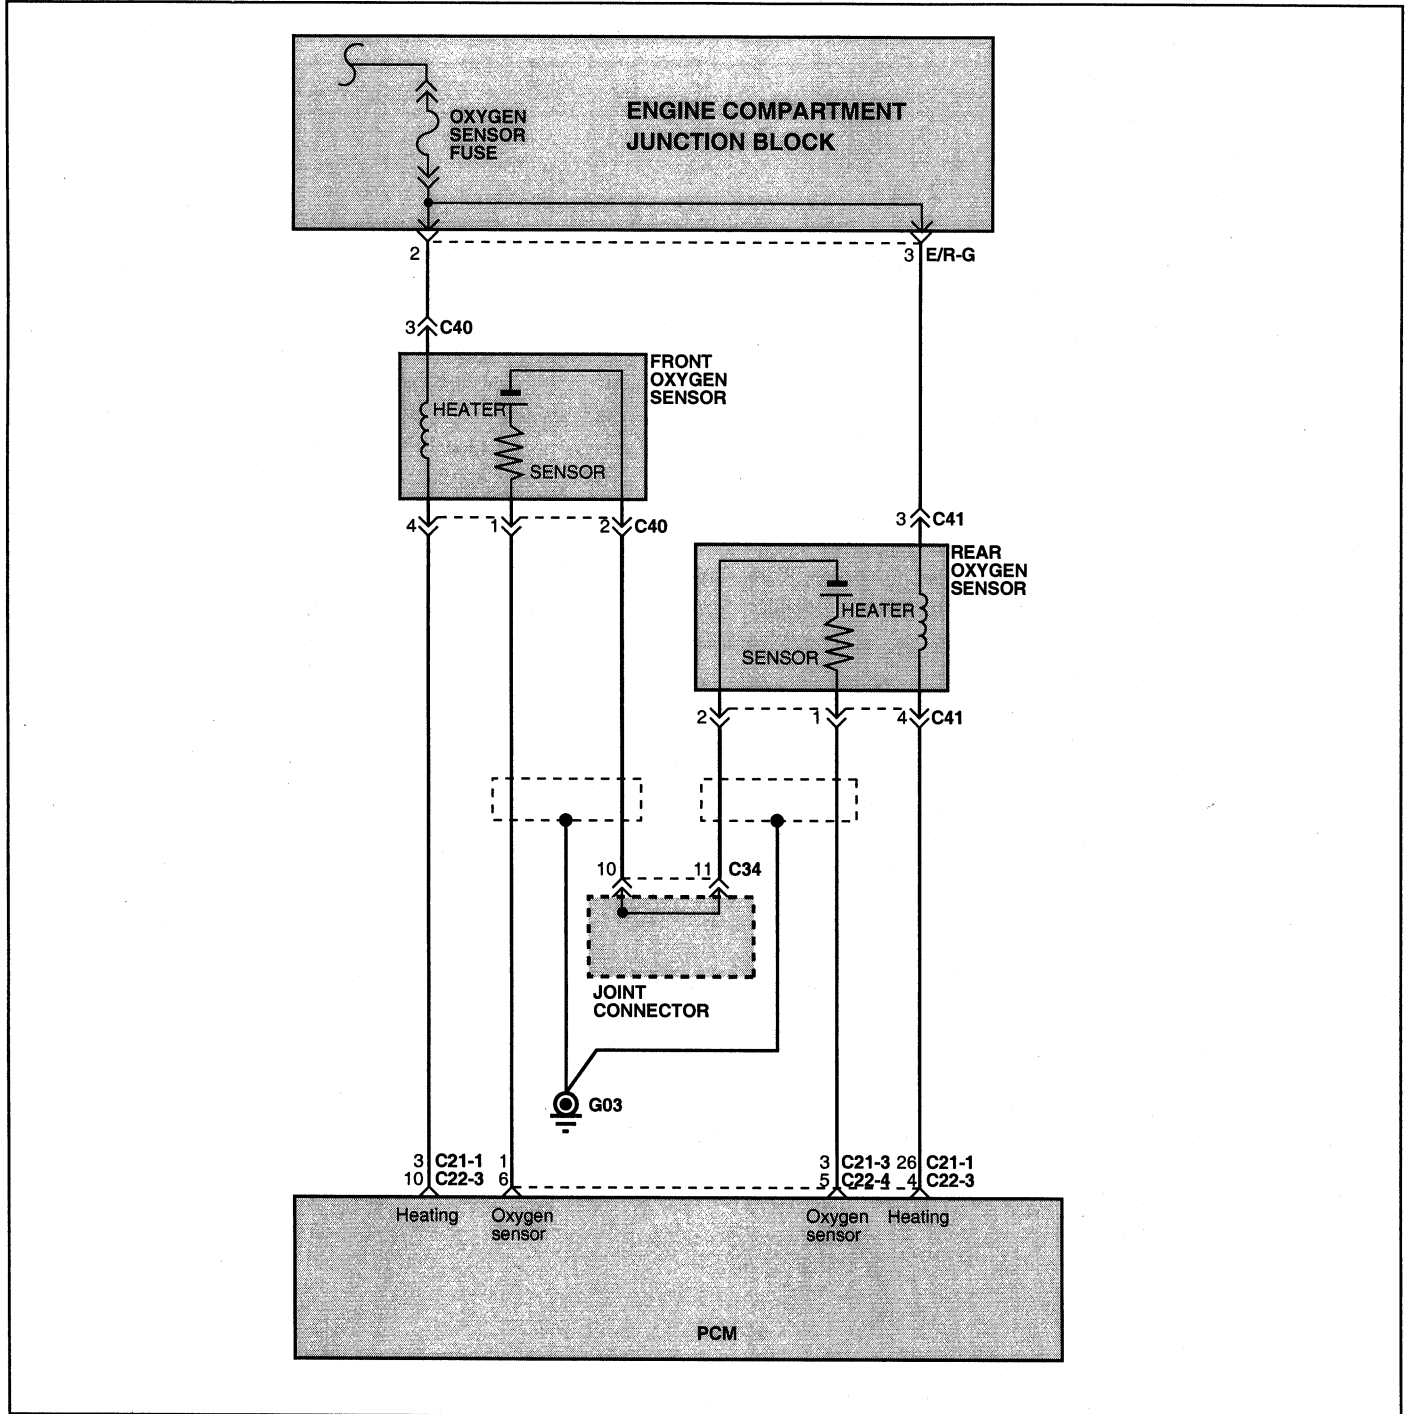 OXYGEN
SENSOR
FUSE
ENGINE COMPARTMENT
JUNCTION BLOCK
2
3 E/R-G
3 C40
FRONT
OXYGEN
SENSOR
HEATER
SENSOR
4 1 2 C40
3 C41
REAR
OXYGEN
SENSOR
HEATER
SENSOR
2 1 4 C41
10 11 C34
JOINT
CONNECTOR
G03
3 C21-1 1 3 C21-3 26 C21-1
10 C22-3 6 5 C22-4 4 C22-3
Heating Oxygen
sensor
Oxygen
sensor
Heating
PCM